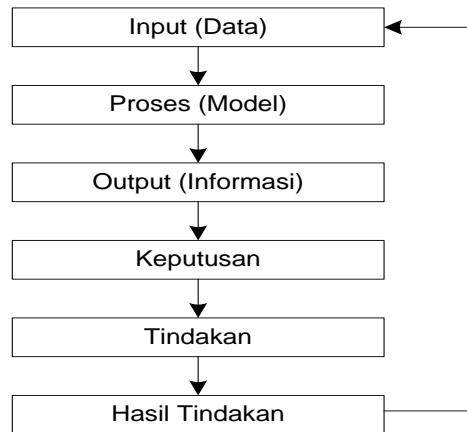 Input (Data)
Proses (Model)
Output (Informasi)
Keputusan
Tindakan
Hasil Tindakan